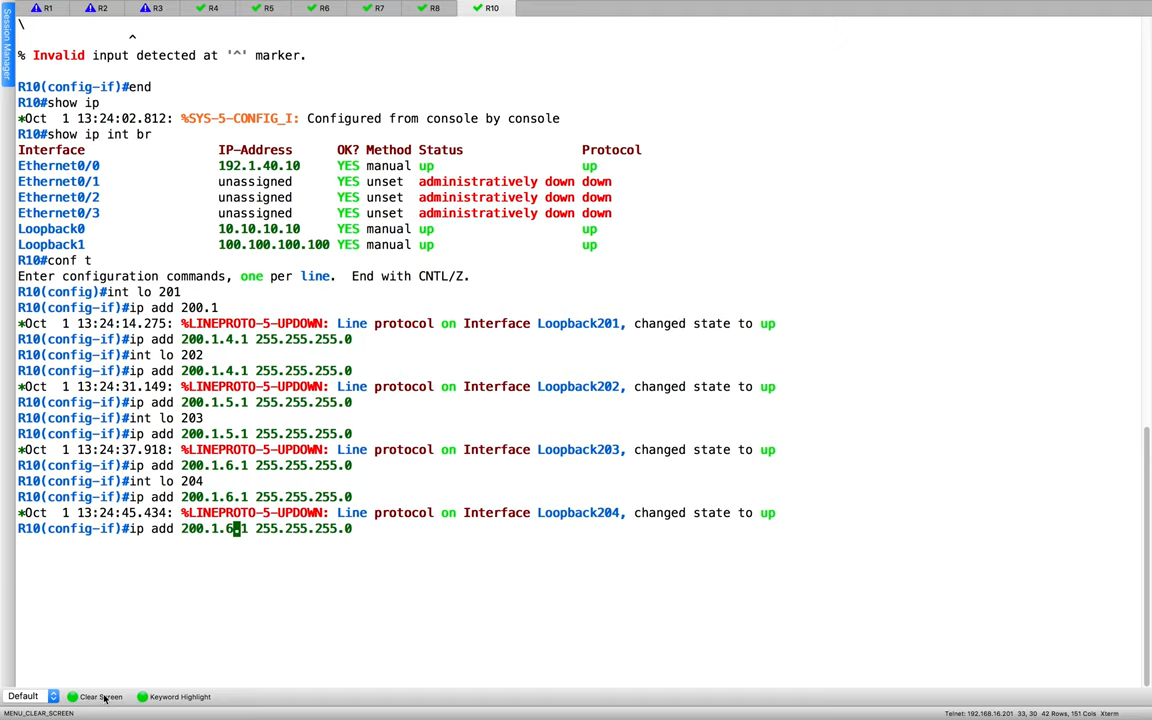 R1 R2 R3 R4 R5 R6 R7 R8 R10
Session Manager
\
^
% Invalid input detected at '^' marker.
R10(config-if)#end
R10#show ip
*Oct  1 13:24:02.812: %SYS-5-CONFIG_I: Configured from console by console
R10#show ip int br
Interface IP-Address OK? Method Status Protocol
Ethernet0/0 192.1.40.10 YES manual up up
Ethernet0/1 unassigned YES unset administratively down down
Ethernet0/2 unassigned YES unset administratively down down
Ethernet0/3 unassigned YES unset administratively down down
Loopback0 10.10.10.10 YES manual up up
Loopback1 100.100.100.100 YES manual up up
R10#conf t
Enter configuration commands, one per line.  End with CNTL/Z.
R10(config)#int lo 201
R10(config-if)#ip add 200.1
*Oct  1 13:24:14.275: %LINEPROTO-5-UPDOWN: Line protocol on Interface Loopback201, changed state to up
R10(config-if)#ip add 200.1.4.1 255.255.255.0
R10(config-if)#int lo 202
R10(config-if)#ip add 200.1.4.1 255.255.255.0
*Oct  1 13:24:31.149: %LINEPROTO-5-UPDOWN: Line protocol on Interface Loopback202, changed state to up
R10(config-if)#ip add 200.1.5.1 255.255.255.0
R10(config-if)#int lo 203
R10(config-if)#ip add 200.1.5.1 255.255.255.0
*Oct  1 13:24:37.918: %LINEPROTO-5-UPDOWN: Line protocol on Interface Loopback203, changed state to up
R10(config-if)#ip add 200.1.6.1 255.255.255.0
R10(config-if)#int lo 204
R10(config-if)#ip add 200.1.6.1 255.255.255.0
*Oct  1 13:24:45.434: %LINEPROTO-5-UPDOWN: Line protocol on Interface Loopback204, changed state to up
R10(config-if)#ip add 200.1.6.1 255.255.255.0
Default Clear Screen Keyword Highlight
MENU_CLEAR_SCREEN Telnet: 192.168.16.201 33, 30 42 Rows, 151 Cols Xterm